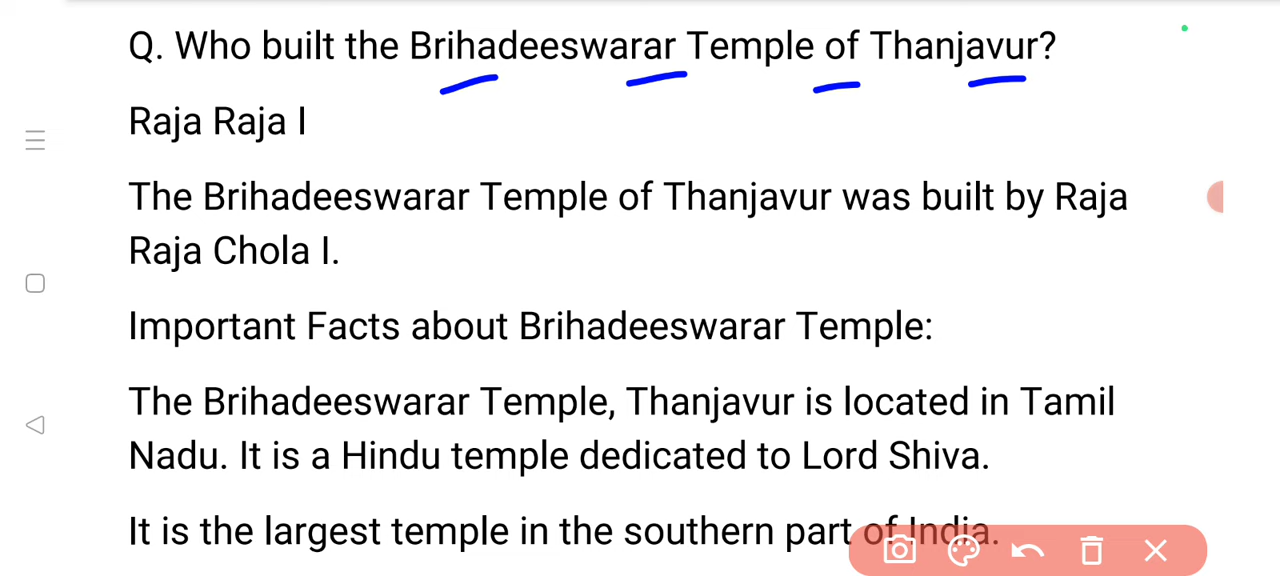 Q. Who built the Brihadeeswarar Temple of Thanjavur?
Raja Raja I
The Brihadeeswarar Temple of Thanjavur was built by Raja
Raja Chola I.
Important Facts about Brihadeeswarar Temple:
The Brihadeeswarar Temple, Thanjavur is located in Tamil
Nadu. It is a Hindu temple dedicated to Lord Shiva.
It is the largest temple in the southern part of India.